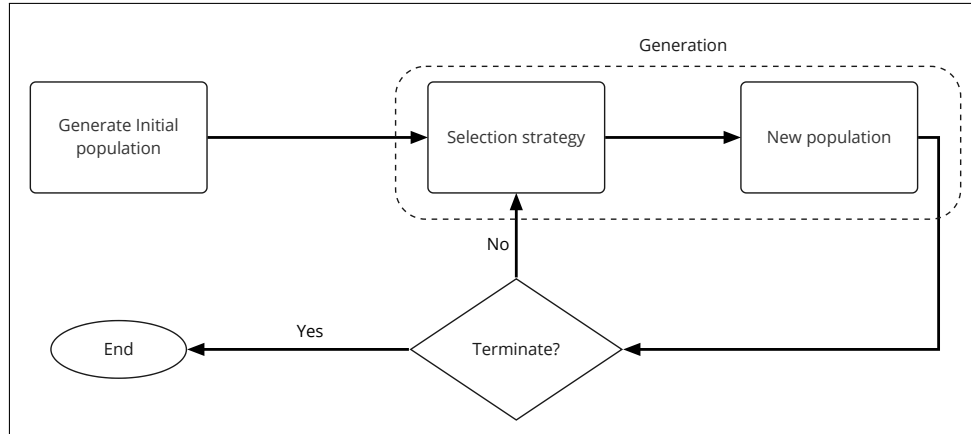 Generation
Generate Initial
population
Selection strategy
New population
No
Yes
End
Terminate?